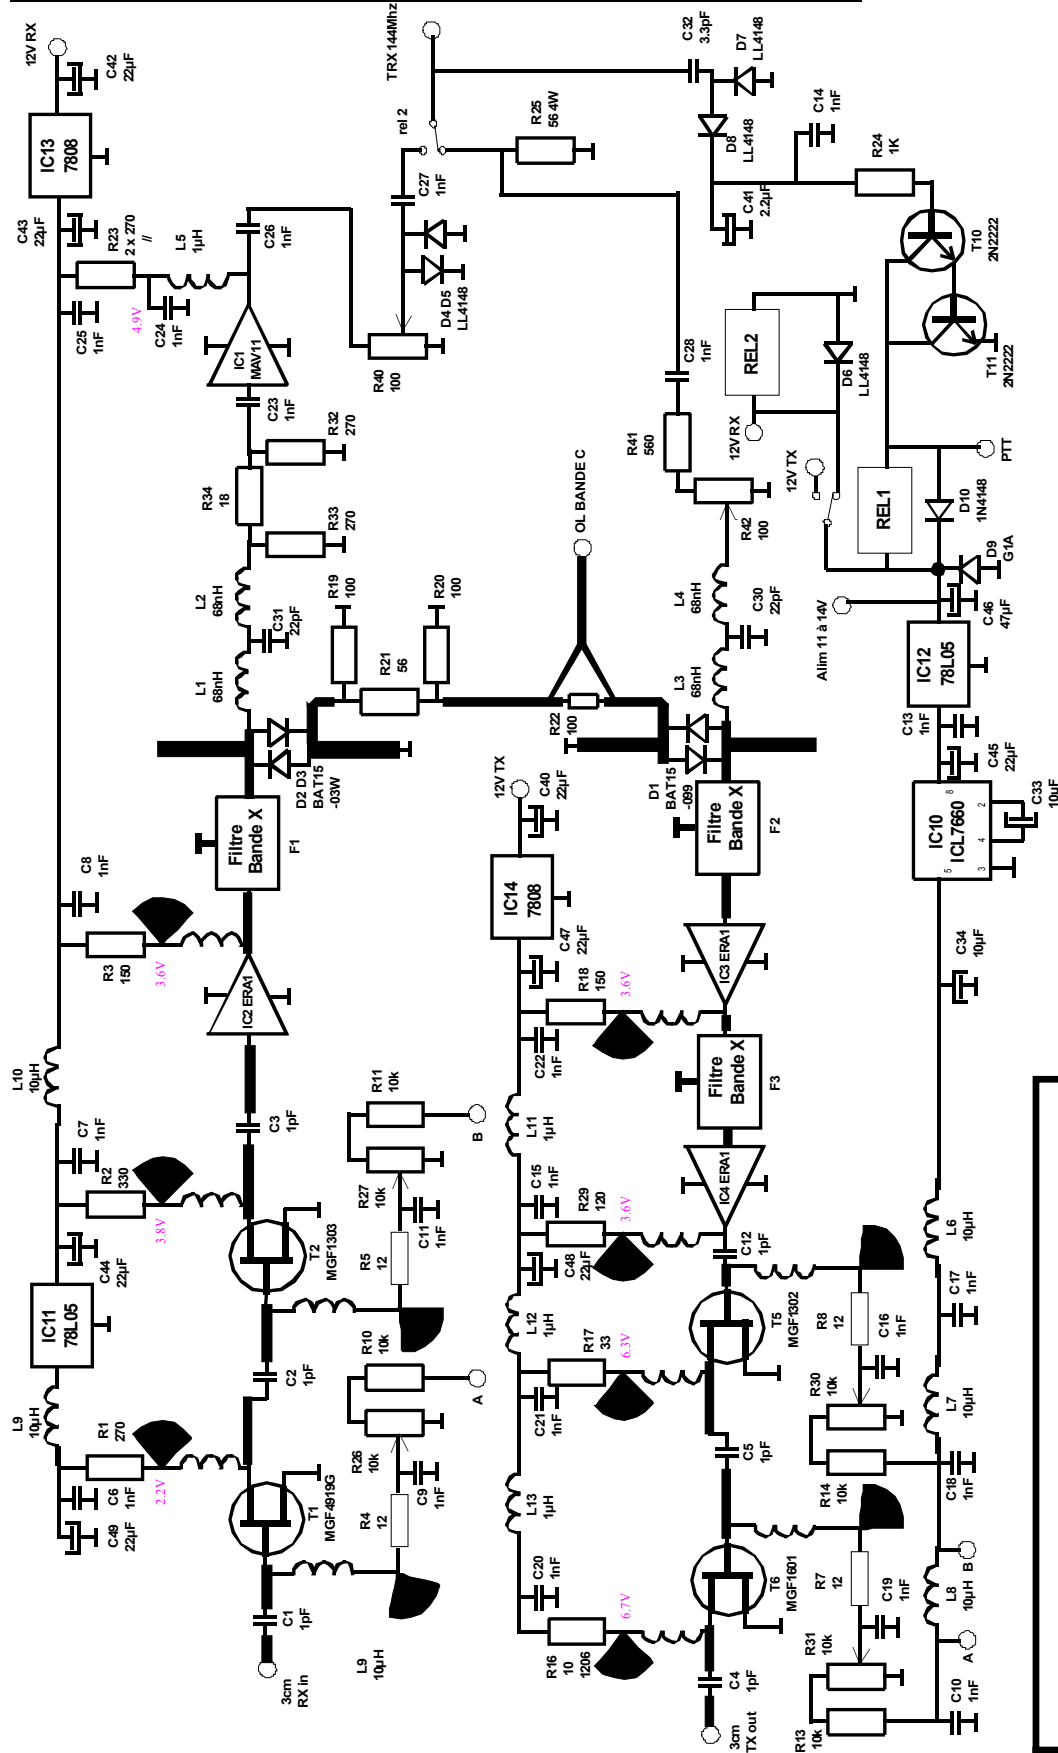 12V RX
C42
22µF
IC13
7808
C43
22µF
R23
2 x 270
//
L5
1µH
C25
1nF
4.9V
C24
1nF
C26
1nF
IC1
MAV11
C23
1nF
R40
100
R32
270
R34
18
R33
270
L2
68nH
C31
22pF
L1
68nH
D2 D3
BAT15
-03W
Filtre
Bande X
F1
C8
1nF
R3
150
3.6V
IC2 ERA1
L10
10µH
C7
1nF
R2
330
3.8V
C3
1pF
C44
22µF
IC11
78L05
T2
MGF1303
L9
10µH
R1
270
2.2V
C6
1nF
C49
22µF
C2
1pF
T1
MGF4919G
C1
1pF
3cm
RX in
L9
10µH
R11
10k
B
R27
10k
R5
12
C11
1nF
R10
10k
A
R26
10k
R4
12
C9
1nF
TRX 144Mhz
rel 2
C27
1nF
D4 D5
LL4148
R25
56 4W
R19
100
R20
100
R21
56
OL BANDE C
R22
100
12V TX
C40
22µF
IC14
7808
C47
22µF
R18
150
3.6V
C22
1nF
L11
1µH
C15
1nF
R29
120
3.6V
C48
22µF
L12
1µH
R17
33
6.3V
C21
1nF
L13
1µH
C20
1nF
R16
10
1206
6.7V
C32
3.3pF
D7
LL4148
D8
LL4148
C14
1nF
C41
2.2µF
R24
1K
T10
2N2222
T11
2N2222
C28
1nF
R41
560
R42
100
REL2
D6
LL4148
12V RX
12V TX
REL1
PTT
D10
1N4148
D9
G1A
Alim 11 à 14V
C46
47µF
L4
68nH
C30
22pF
L3
68nH
D1
BAT15
-099
Filtre
Bande X
F2
IC3 ERA1
Filtre
Bande X
F3
IC4 ERA1
C12
1pF
T5
MGF1302
C5
1pF
T6
MGF1601
C4
1pF
3cm
TX out
IC12
78L05
C13
1nF
C45
22µF
IC10
ICL7660
8
5
2
4
3
C33
10µF
C34
10µF
L6
10µH
C17
1nF
R8
12
C16
1nF
R30
10k
R14
10k
L7
10µH
C18
1nF
R7
12
C19
1nF
L8
10µH
B
A
R31
10k
R13
10k
C10
1nF